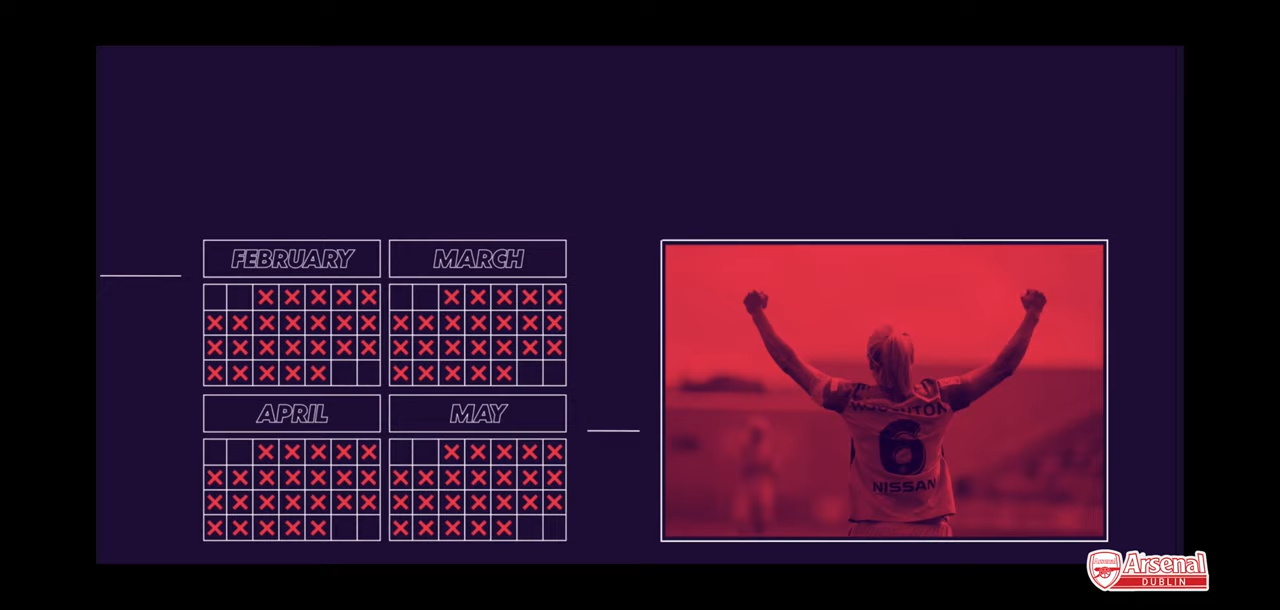 FEBRUARY
MARCH
APRIL
MAY
6
NISSAN
Arsenal
DUBLIN